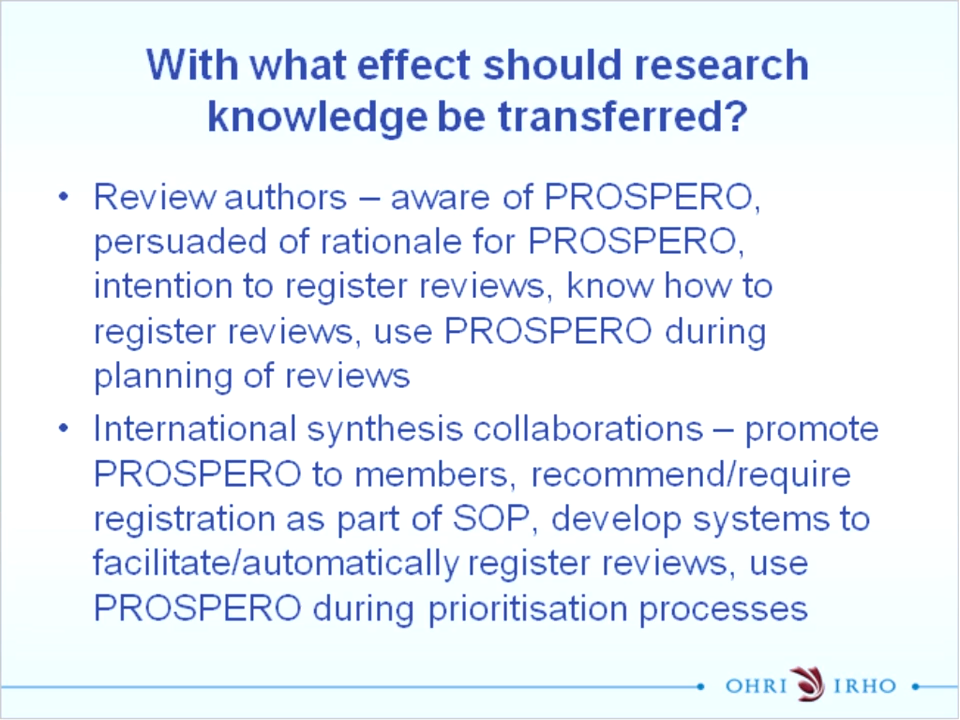 With what effect should research
knowledge be transferred?
• Review authors – aware of PROSPERO,
persuaded of rationale for PROSPERO,
intention to register reviews, know how to
register reviews, use PROSPERO during
planning of reviews
• International synthesis collaborations – promote
PROSPERO to members, recommend/require
registration as part of SOP, develop systems to
facilitate/automatically register reviews, use
PROSPERO during prioritisation processes
OHRI IRHO